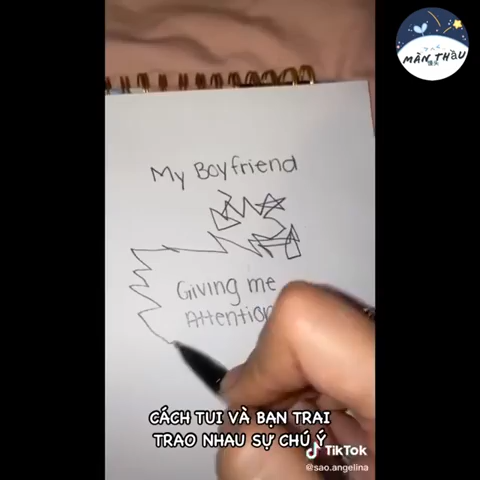 MÀN THẦU
My Boyfriend
Giving me
Attention
CÁCH TUI VÀ BẠN TRAI
TRAO NHAU SỰ CHÚ Ý
TikTok
@sao.angelina